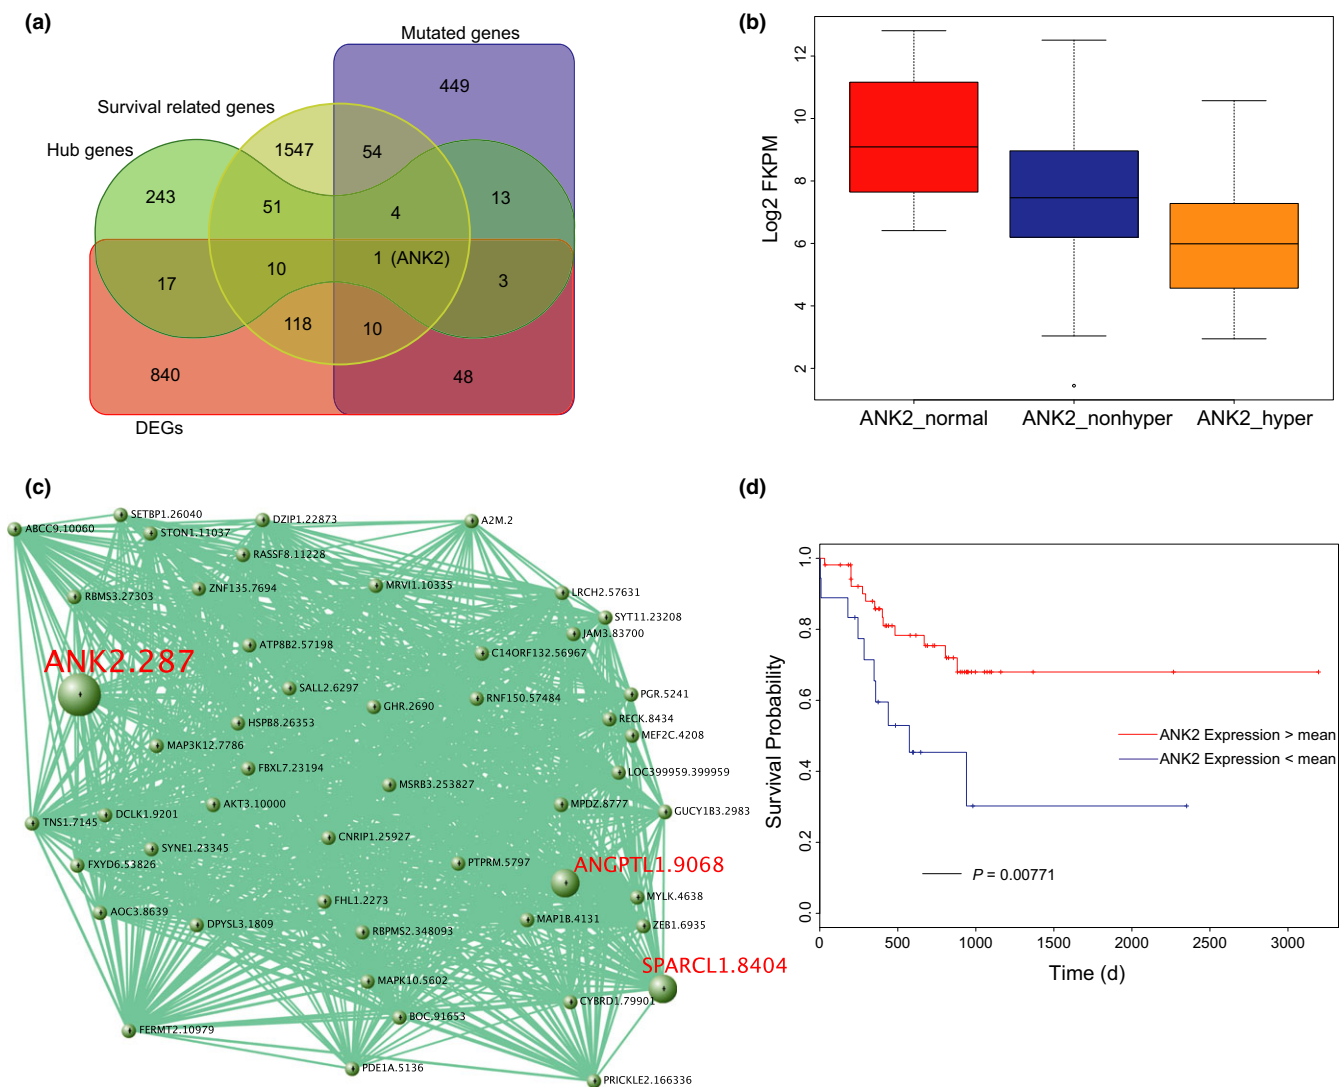 (a)
Mutated genes
449
Survival related genes
1547
54
Hub genes
243
51
4
13
1 (ANK2)
17
10
3
118
10
840
48
DEGs
(b)
Log2 FKPM
12
10
8
6
4
2
ANK2_normal
ANK2_nonhyper
ANK2_hyper
(c)
SETBP1.26040
ABCC9.10060
STON1.11037
DZIP1.22873
A2M.2
RASSF8.11228
ZNF135.7694
MRVI1.10335
RBMS3.27303
LRCH2.57631
SYT11.23208
JAM3.83700
ATP8B2.57198
C14ORF132.56967
ANK2.287
SALL2.6297
RNF150.57484
PGR.5241
GHR.2690
RECK.8434
HSPB8.26353
MEF2C.4208
MAP3K12.7786
FBXL7.23194
LOC399959.399959
MSRB3.253827
AKT3.10000
MPDZ.8777
DCLK1.9201
GUCY1B3.2983
TNS1.7145
CNRIP1.25927
SYNE1.23345
FXYD6.53826
PTPRM.5797
ANGPTL1.9068
FHL1.2273
MYLK.4638
AOC3.8639
DPYSL3.1809
MAP1B.4131
ZEB1.6935
RBPMS2.348093
SPARCL1.8404
MAPK10.5602
CYBRD1.79901
BOC.91653
FERMT2.10979
PDE1A.5136
PRICKLE2.166336
(d)
Survival Probability
1.0
0.8
0.6
0.4
0.2
0.0
ANK2 Expression > mean
ANK2 Expression < mean
P = 0.00771
0
500
1000
1500
2000
2500
3000
Time (d)